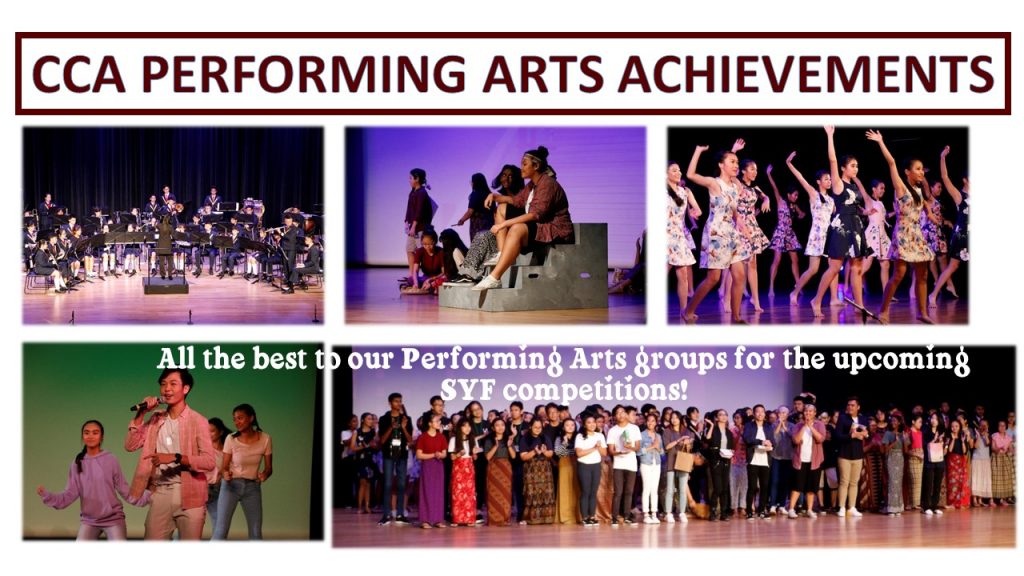 CCA PERFORMING ARTS ACHIEVEMENTS
All the best to our Performing Arts groups for the upcoming
SYF competitions!